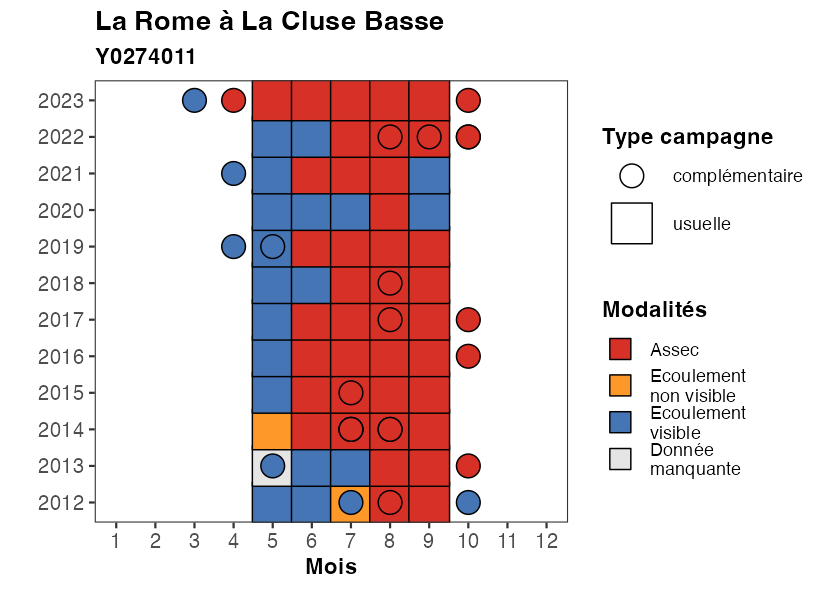 La Rome à La Cluse Basse
Y0274011
2023
2022
2021
2020
2019
2018
2017
2016
2015
2014
2013
2012
1 2 3 4 5 6 7 8 9 10 11 12
Mois
Type campagne
complémentaire
usuelle
Modalités
Assec
Ecoulement
non visible
Ecoulement
visible
Donnée
manquante